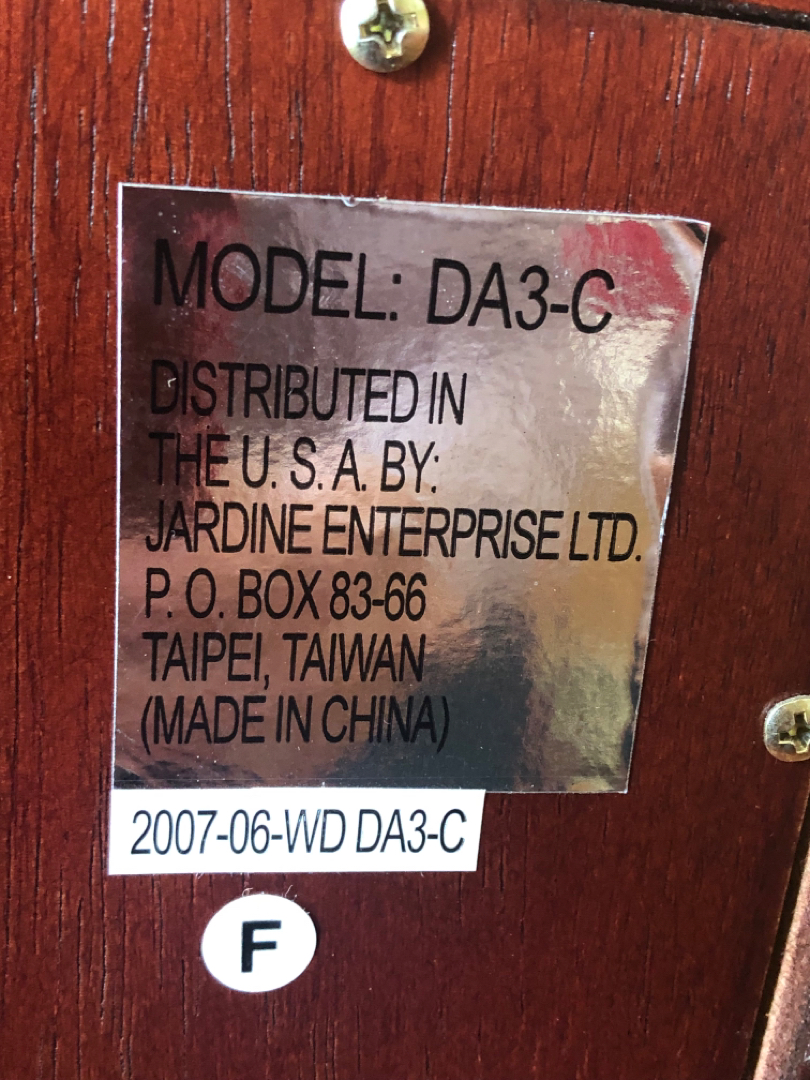 MODEL: DA3-C
DISTRIBUTED IN
THE U. S. A. BY:
JARDINE ENTERPRISE LTD.
P. O. BOX 83-66
TAIPEI, TAIWAN
(MADE IN CHINA)
2007-06-WD DA3-C
F